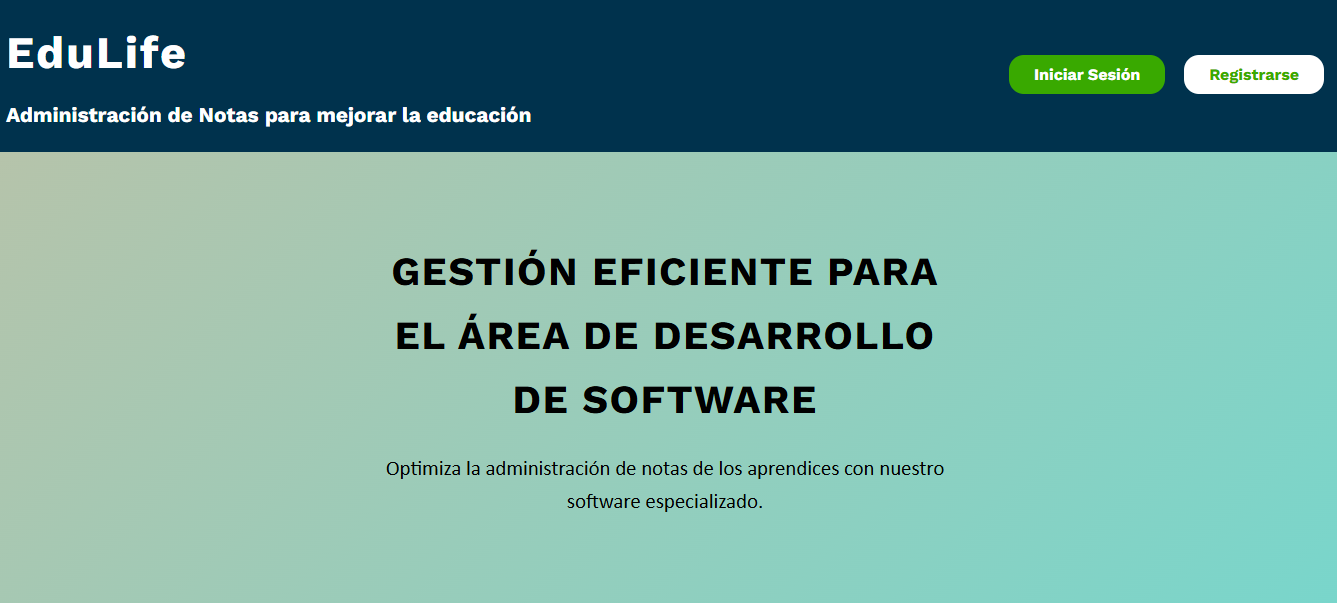 EduLife
Administración de Notas para mejorar la educación
Iniciar Sesión
Registrarse
GESTIÓN EFICIENTE PARA
EL ÁREA DE DESARROLLO
DE SOFTWARE
Optimiza la administración de notas de los aprendices con nuestro
software especializado.